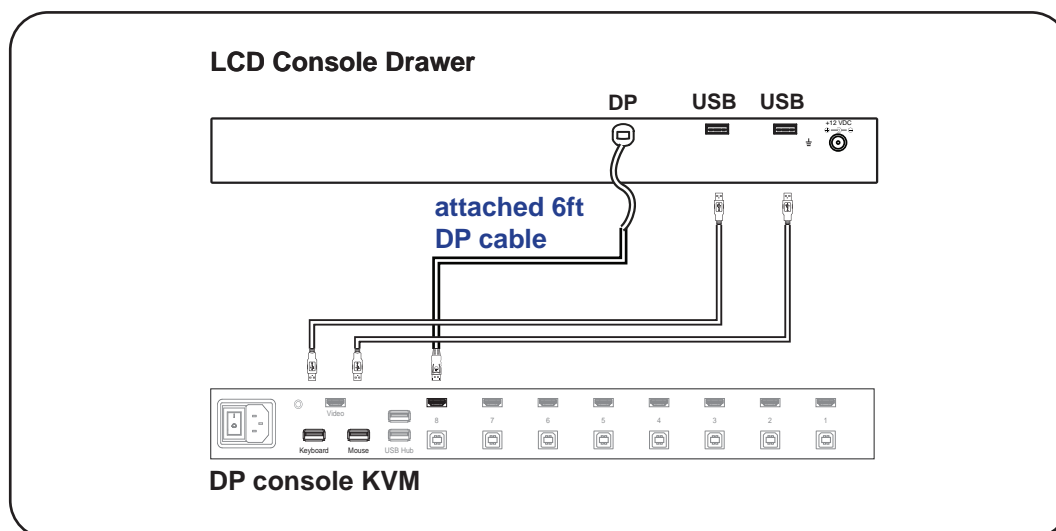 LCD Console Drawer
DP USB USB
+12 VDC
attached 6ft
DP cable
Video
8 7 6 5 4 3 2 1
Keyboard Mouse USB Hub
DP console KVM